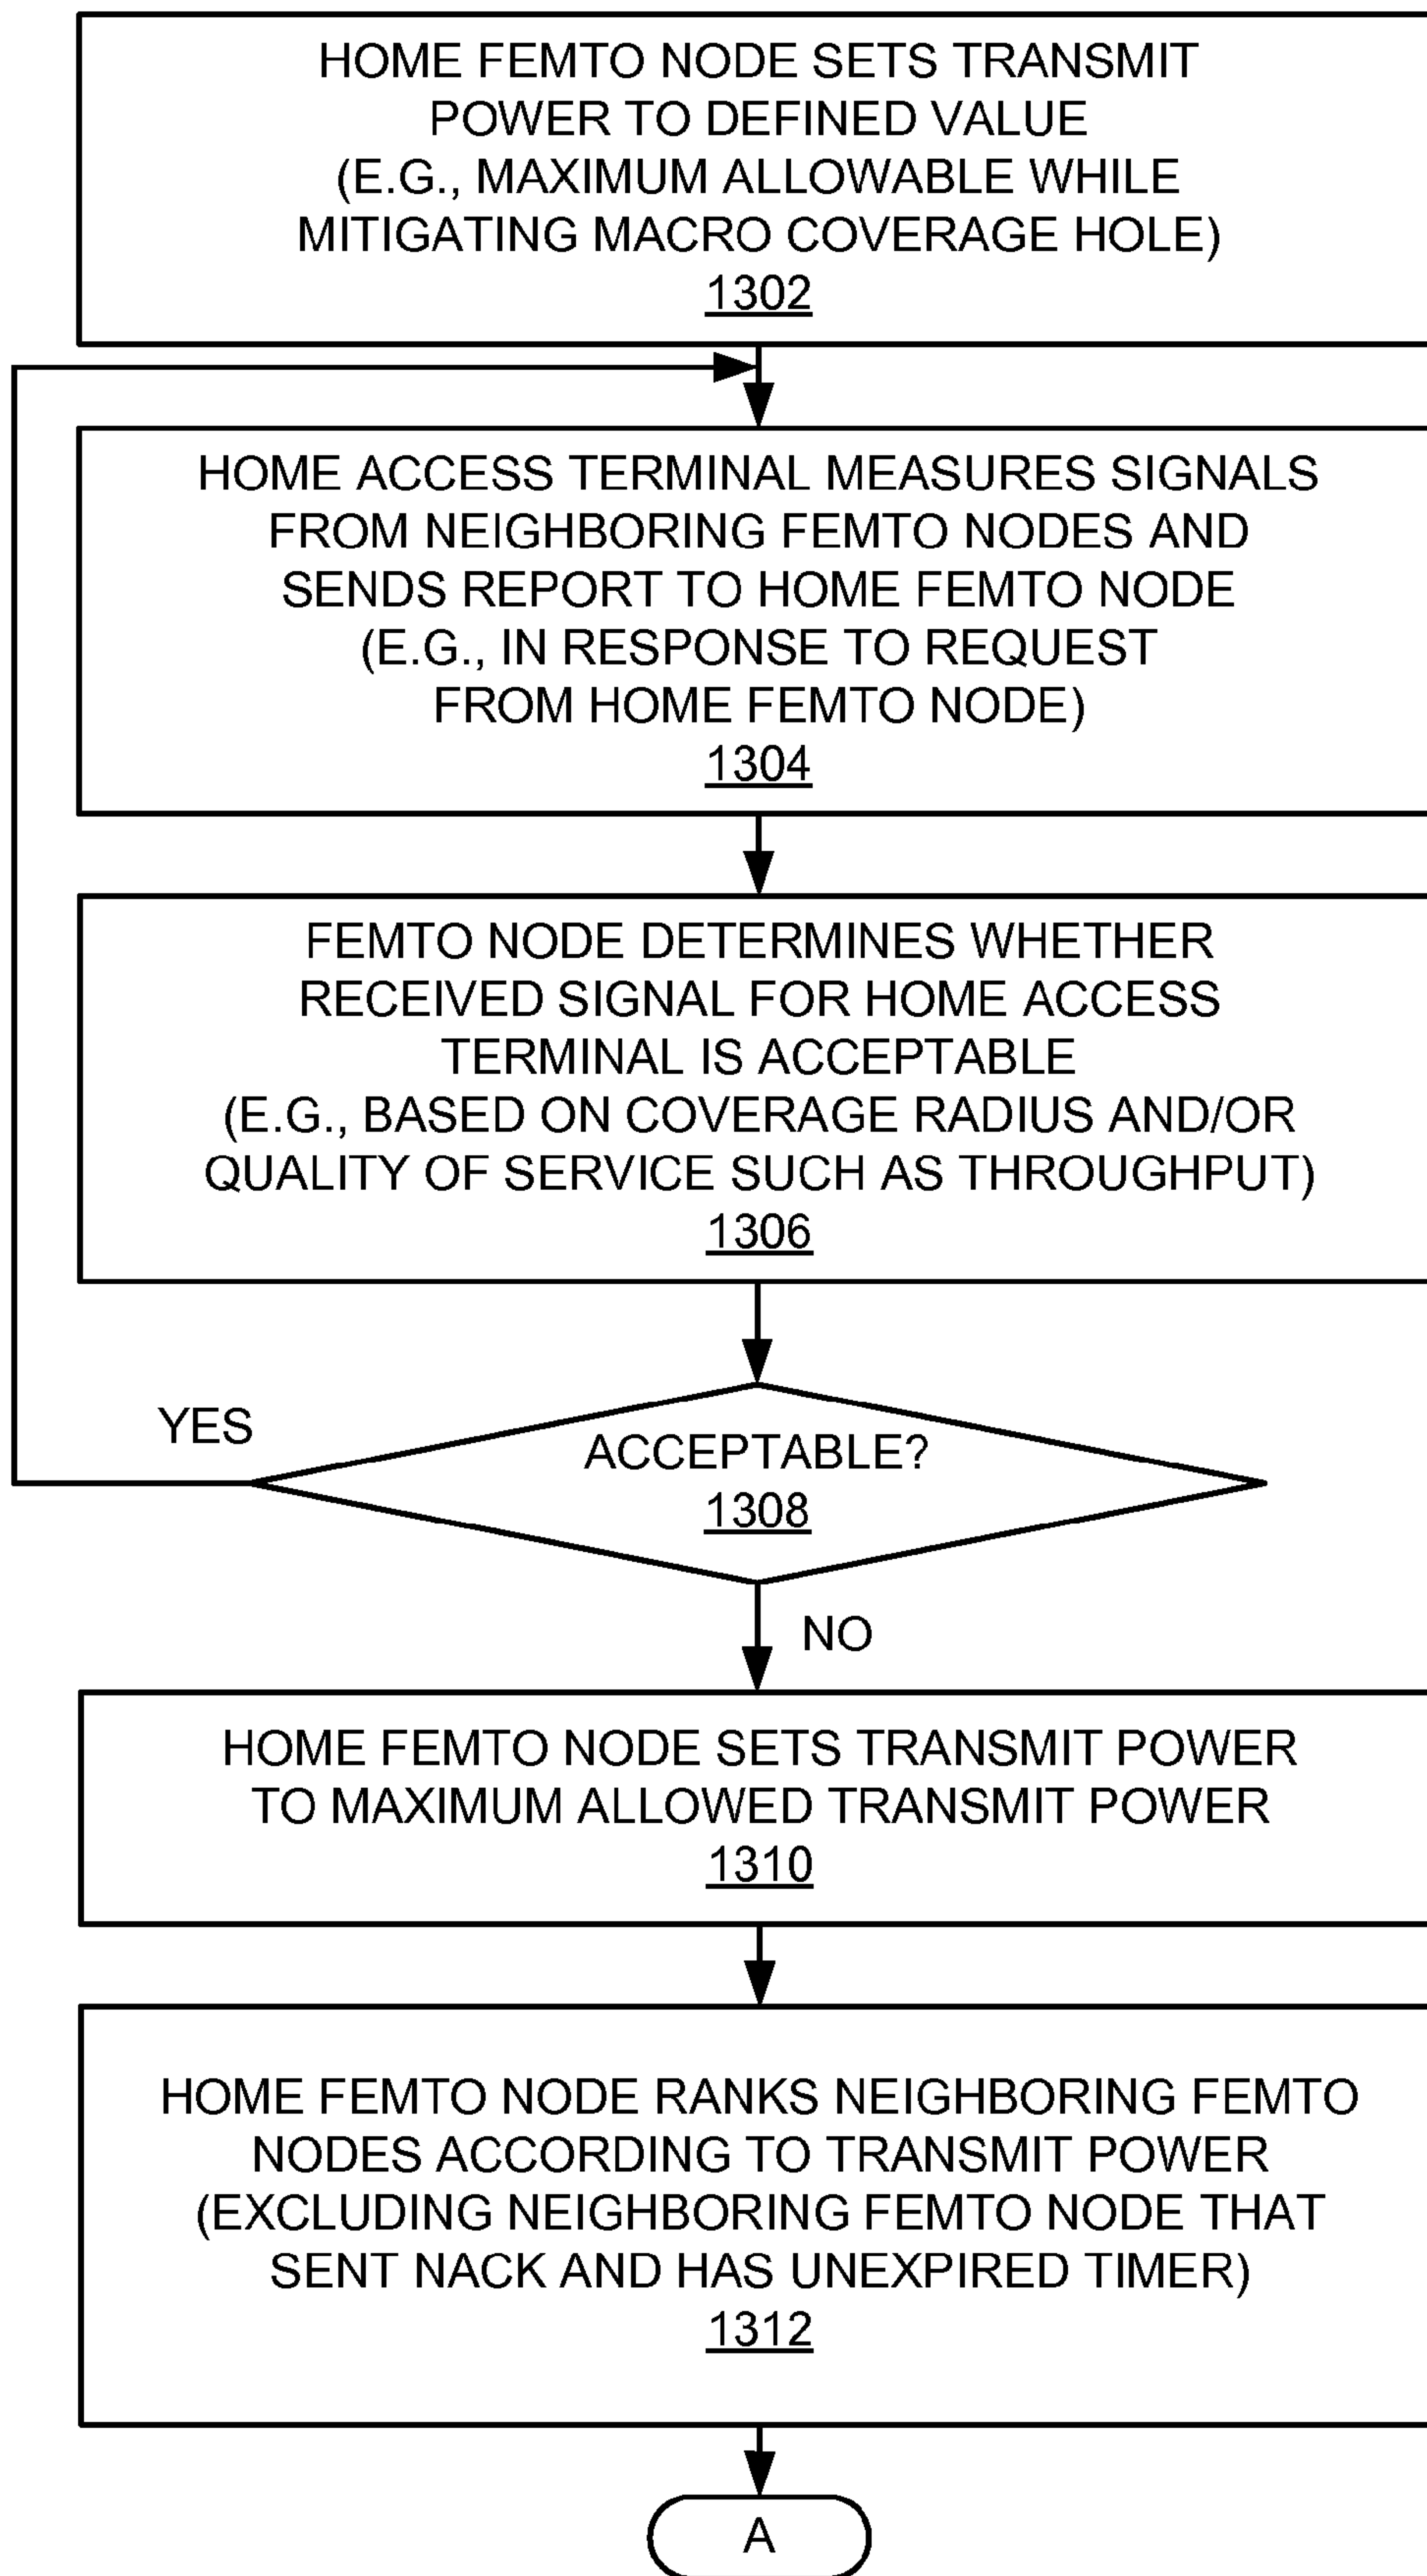 HOME FEMTO NODE SETS TRANSMIT
POWER TO DEFINED VALUE
(E.G., MAXIMUM ALLOWABLE WHILE
MITIGATING MACRO COVERAGE HOLE)
1302
HOME ACCESS TERMINAL MEASURES SIGNALS
FROM NEIGHBORING FEMTO NODES AND
SENDS REPORT TO HOME FEMTO NODE
(E.G., IN RESPONSE TO REQUEST
FROM HOME FEMTO NODE)
1304
FEMTO NODE DETERMINES WHETHER
RECEIVED SIGNAL FOR HOME ACCESS
TERMINAL IS ACCEPTABLE
(E.G., BASED ON COVERAGE RADIUS AND/OR
QUALITY OF SERVICE SUCH AS THROUGHPUT)
1306
YES
ACCEPTABLE?
1308
NO
HOME FEMTO NODE SETS TRANSMIT POWER
TO MAXIMUM ALLOWED TRANSMIT POWER
1310
HOME FEMTO NODE RANKS NEIGHBORING FEMTO
NODES ACCORDING TO TRANSMIT POWER
(EXCLUDING NEIGHBORING FEMTO NODE THAT
SENT NACK AND HAS UNEXPIRED TIMER)
1312
A